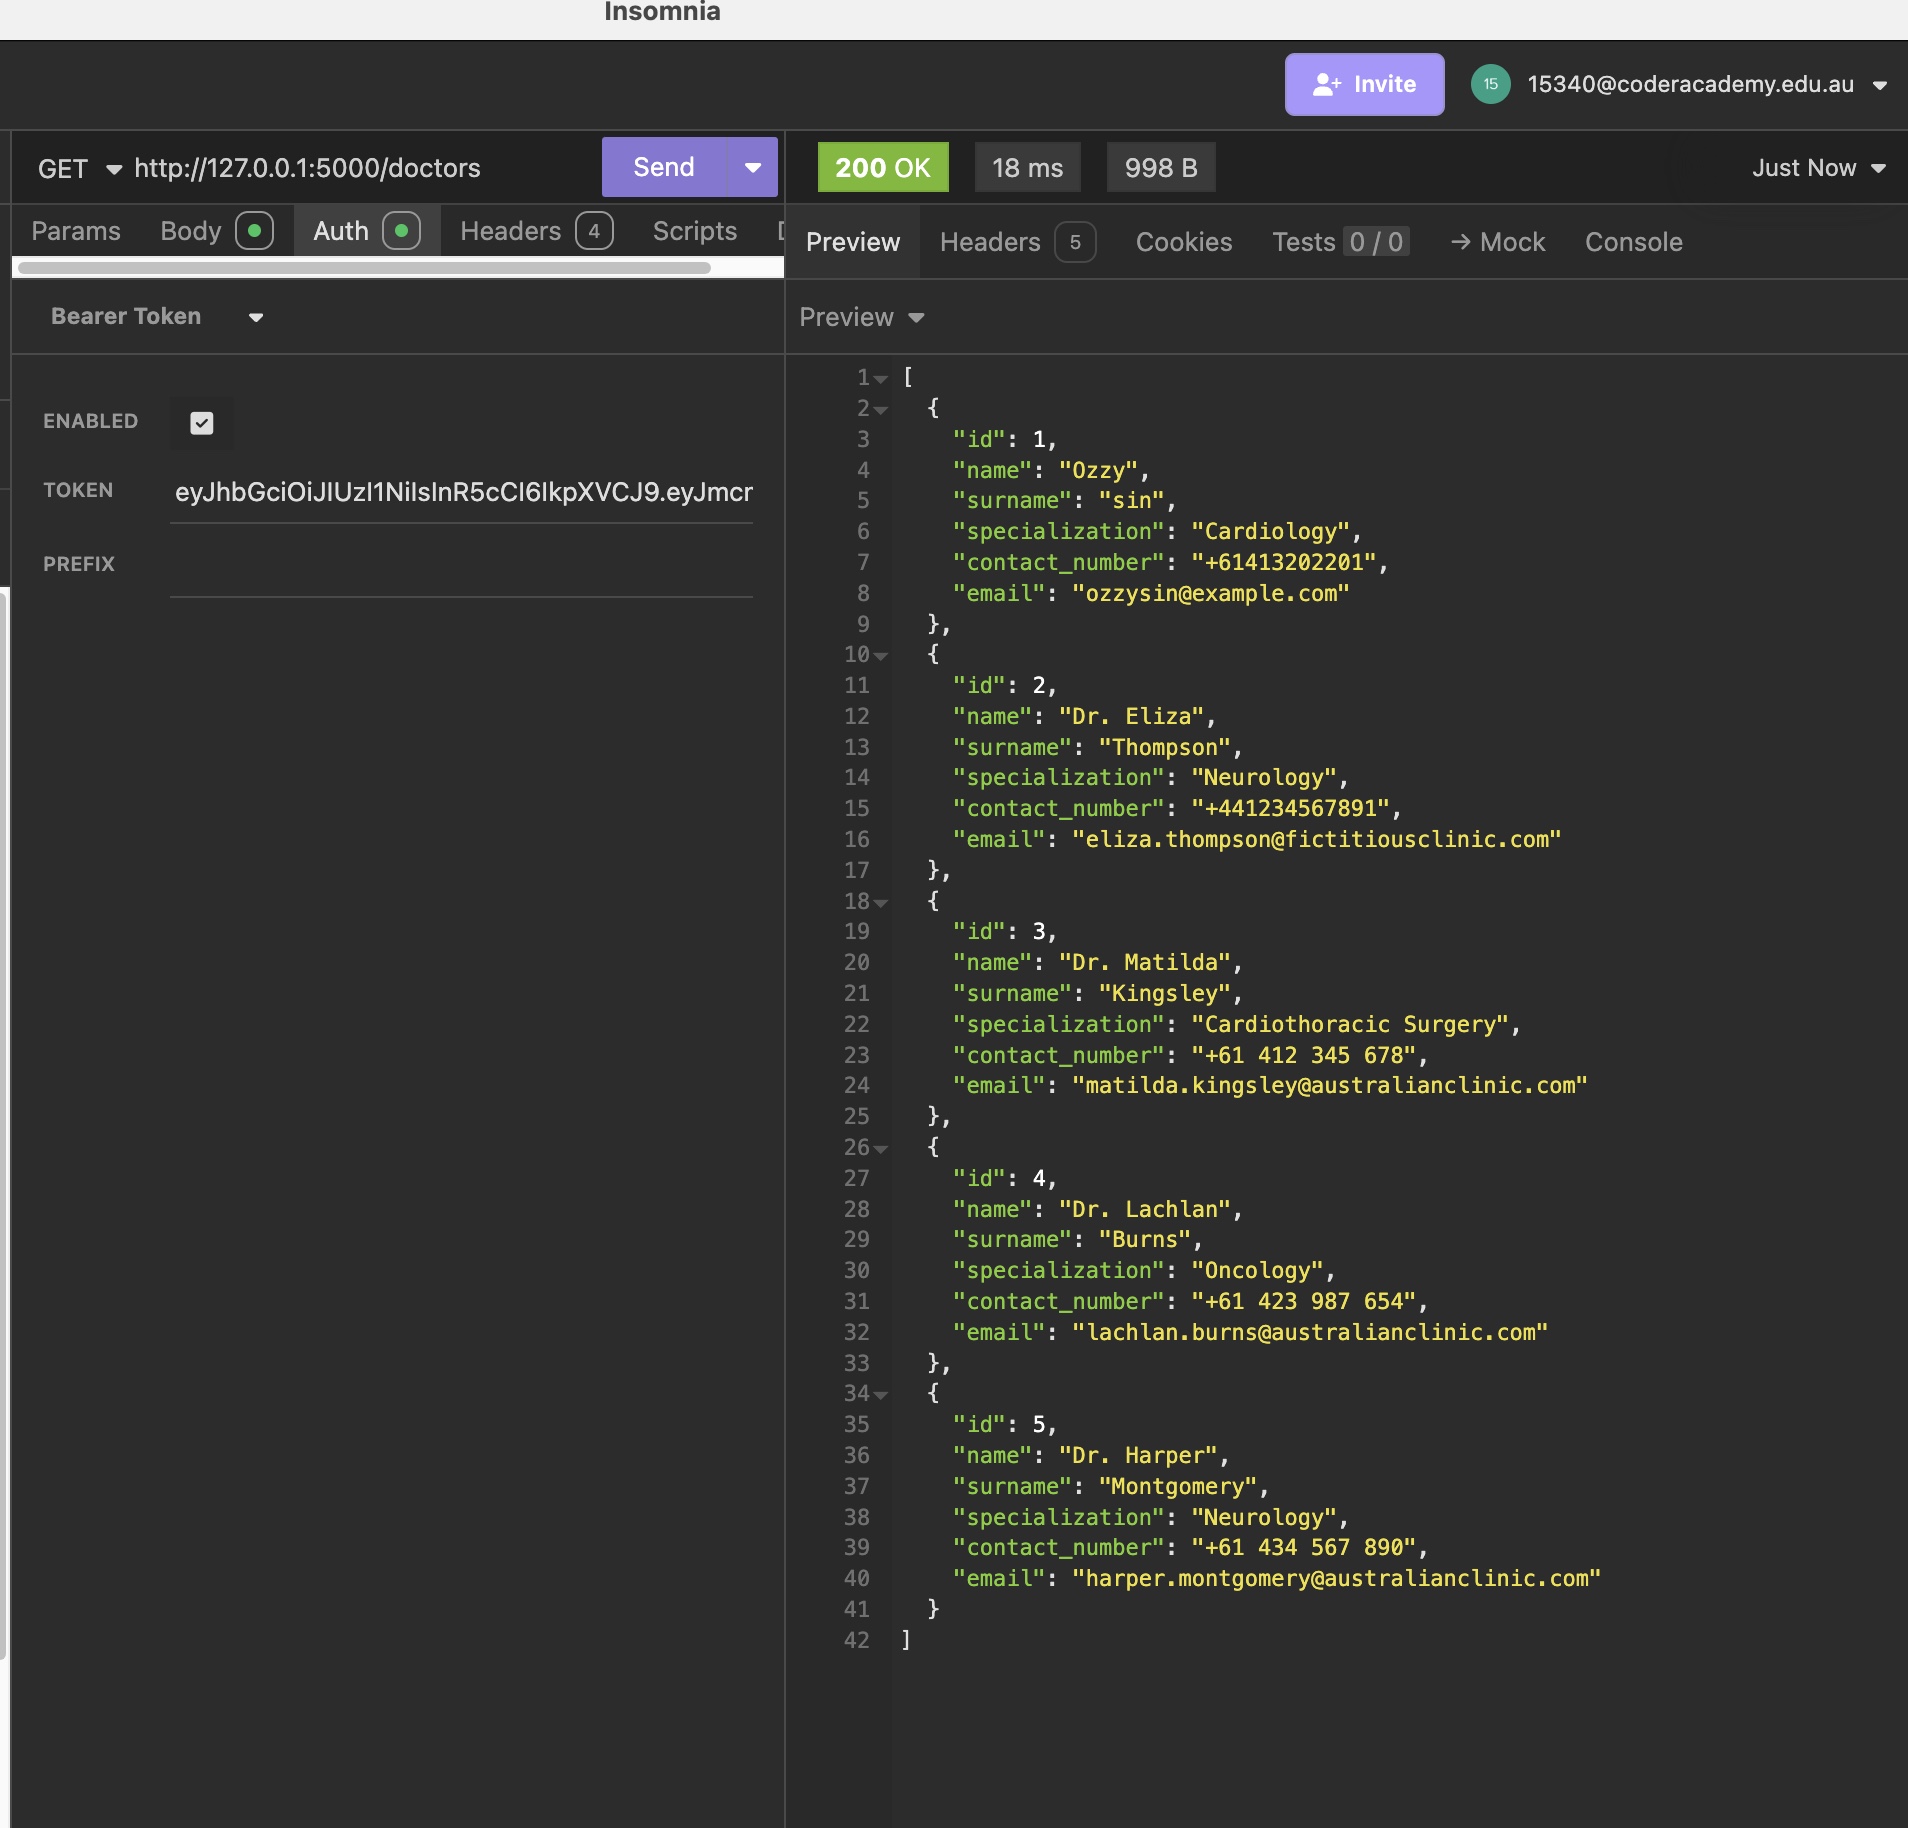 Insomnia
Invite
15
15340@coderacademy.edu.au
GET http://127.0.0.1:5000/doctors
Send
200 OK
18 ms
998 B
Just Now
Params Body Auth Headers 4 Scripts
Preview Headers 5 Cookies Tests 0 / 0 → Mock Console
Bearer Token
ENABLED
TOKEN eyJhbGciOiJIUzI1NiIsInR5cCI6IkpXVCJ9.eyJmcr
PREFIX
Preview
1 [
2 {
3 "id": 1,
4 "name": "Ozzy",
5 "surname": "sin",
6 "specialization": "Cardiology",
7 "contact_number": "+61413202201",
8 "email": "ozzysin@example.com"
9 },
10 {
11 "id": 2,
12 "name": "Dr. Eliza",
13 "surname": "Thompson",
14 "specialization": "Neurology",
15 "contact_number": "+441234567891",
16 "email": "eliza.thompson@fictitiousclinic.com"
17 },
18 {
19 "id": 3,
20 "name": "Dr. Matilda",
21 "surname": "Kingsley",
22 "specialization": "Cardiothoracic Surgery",
23 "contact_number": "+61 412 345 678",
24 "email": "matilda.kingsley@australianclinic.com"
25 },
26 {
27 "id": 4,
28 "name": "Dr. Lachlan",
29 "surname": "Burns",
30 "specialization": "Oncology",
31 "contact_number": "+61 423 987 654",
32 "email": "lachlan.burns@australianclinic.com"
33 },
34 {
35 "id": 5,
36 "name": "Dr. Harper",
37 "surname": "Montgomery",
38 "specialization": "Neurology",
39 "contact_number": "+61 434 567 890",
40 "email": "harper.montgomery@australianclinic.com"
41 }
42 ]